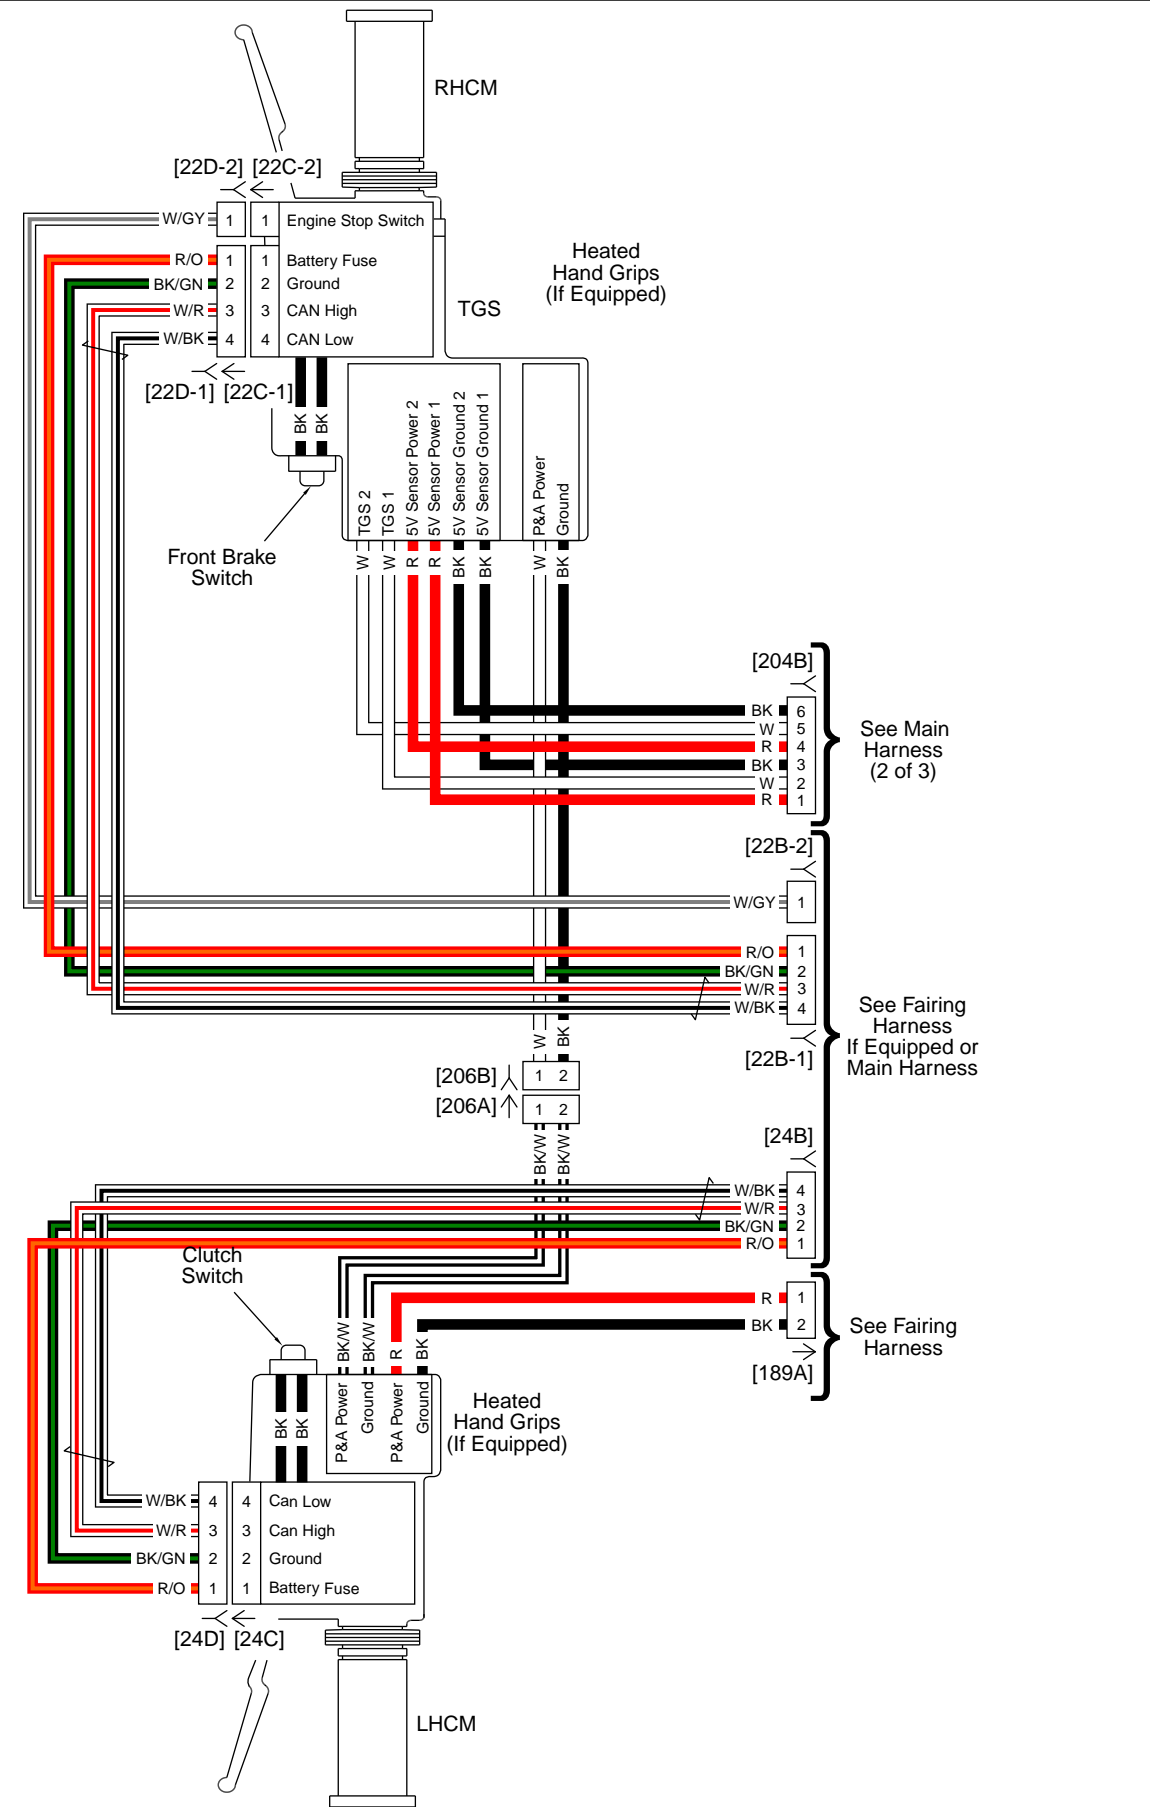 RHCM
[22D-2] [22C-2]
W/GY 1 1 Engine Stop Switch
R/O 1 1 Battery Fuse
BK/GN 2 2 Ground
W/R 3 3 CAN High
W/BK 4 4 CAN Low
[22D-1] [22C-1]
TGS
Heated
Hand Grips
(If Equipped)
BK BK
Front Brake
Switch
TGS 2
TGS 1
5V Sensor Power 2
5V Sensor Power 1
5V Sensor Ground 2
5V Sensor Ground 1
P&A Power
Ground
W W R R BK BK W BK
[204B]
BK 6
W 5
R 4
BK 3
W 2
R 1
See Main
Harness
(2 of 3)
[22B-2]
W/GY 1
R/O 1
BK/GN 2
W/R 3
W/BK 4
[22B-1]
See Fairing
Harness
If Equipped or
Main Harness
W BK
[206B] 1 2
[206A] 1 2
BK/W BK/W
[24B]
W/BK 4
W/R 3
BK/GN 2
R/O 1
Clutch
Switch
R 1
BK 2
[189A]
See Fairing
Harness
BK/W BK/W R BK
P&A Power
Ground
P&A Power
Ground
Heated
Hand Grips
(If Equipped)
BK BK
W/BK 4 4 Can Low
W/R 3 3 Can High
BK/GN 2 2 Ground
R/O 1 1 Battery Fuse
[24D] [24C]
LHCM